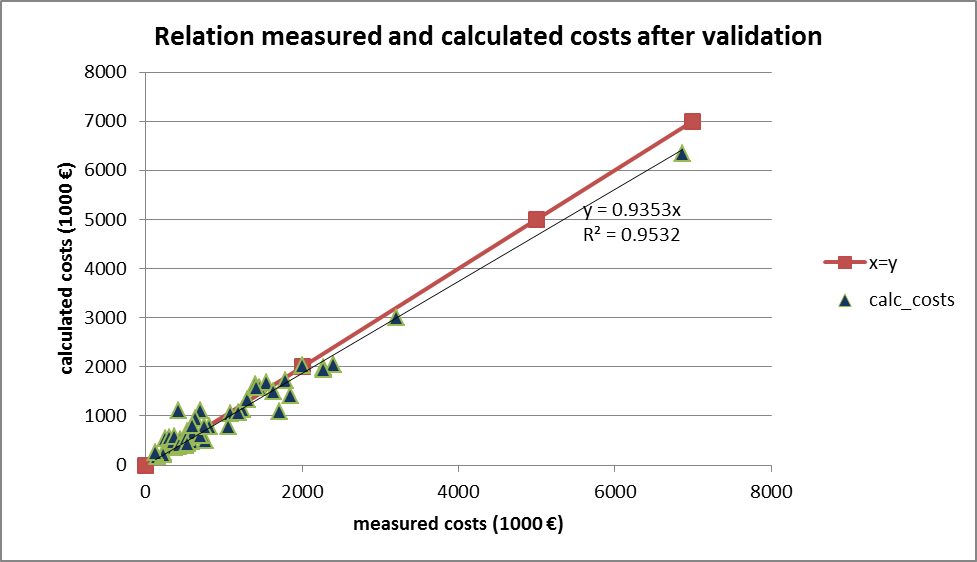 Relation measured and calculated costs after validation
8000
7000
6000
5000
4000
3000
2000
1000
0
calculated costs (1000 €)
y = 0.9353x
R² = 0.9532
x=y
calc_costs
0
2000
4000
6000
8000
measured costs (1000 €)